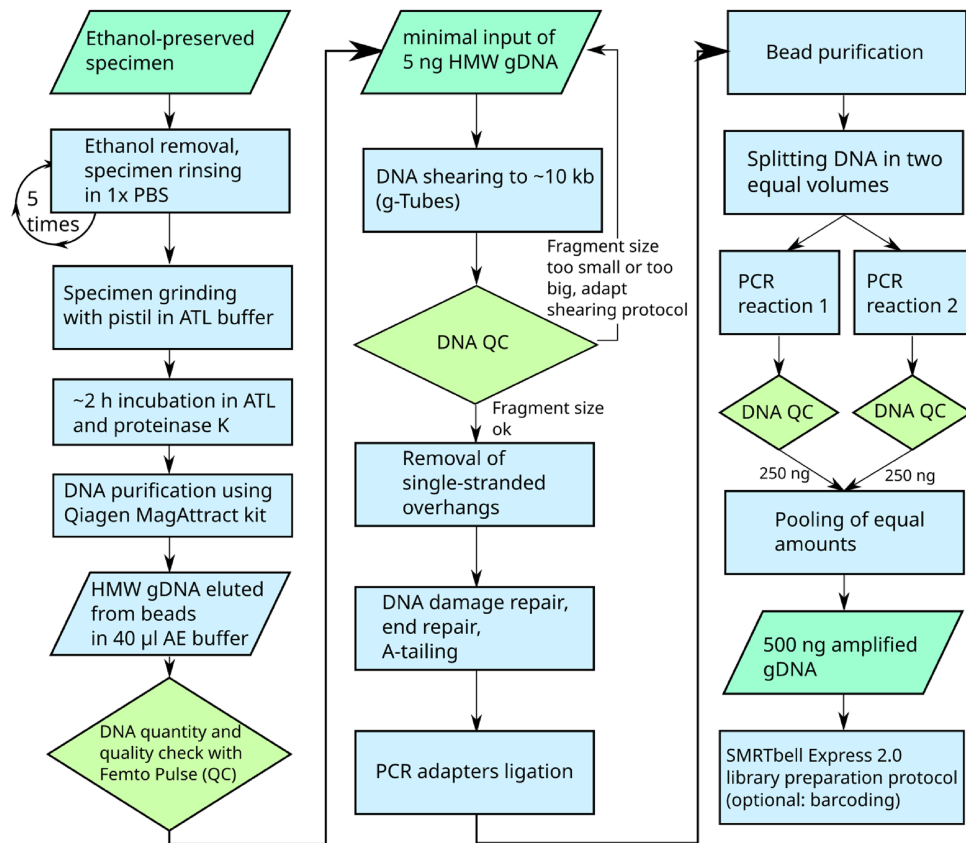 Ethanol-preserved
specimen
Ethanol removal,
specimen rinsing
in 1x PBS
5
times
Specimen grinding
with pistil in ATL buffer
~2 h incubation in ATL
and proteinase K
DNA purification using
Qiagen MagAttract kit
HMW gDNA eluted
from beads
in 40 µl AE buffer
DNA quantity and
quality check with
Femto Pulse (QC)
minimal input of
5 ng HMW gDNA
DNA shearing to ~10 kb
(g-Tubes)
Fragment size
too small or too
big, adapt
shearing protocol
DNA QC
Fragment size
ok
Removal of
single-stranded
overhangs
DNA damage repair,
end repair,
A-tailing
PCR adapters ligation
Bead purification
Splitting DNA in two
equal volumes
PCR
reaction 1
PCR
reaction 2
DNA QC
DNA QC
250 ng
250 ng
Pooling of equal
amounts
500 ng amplified
gDNA
SMRTbell Express 2.0
library preparation protocol
(optional: barcoding)